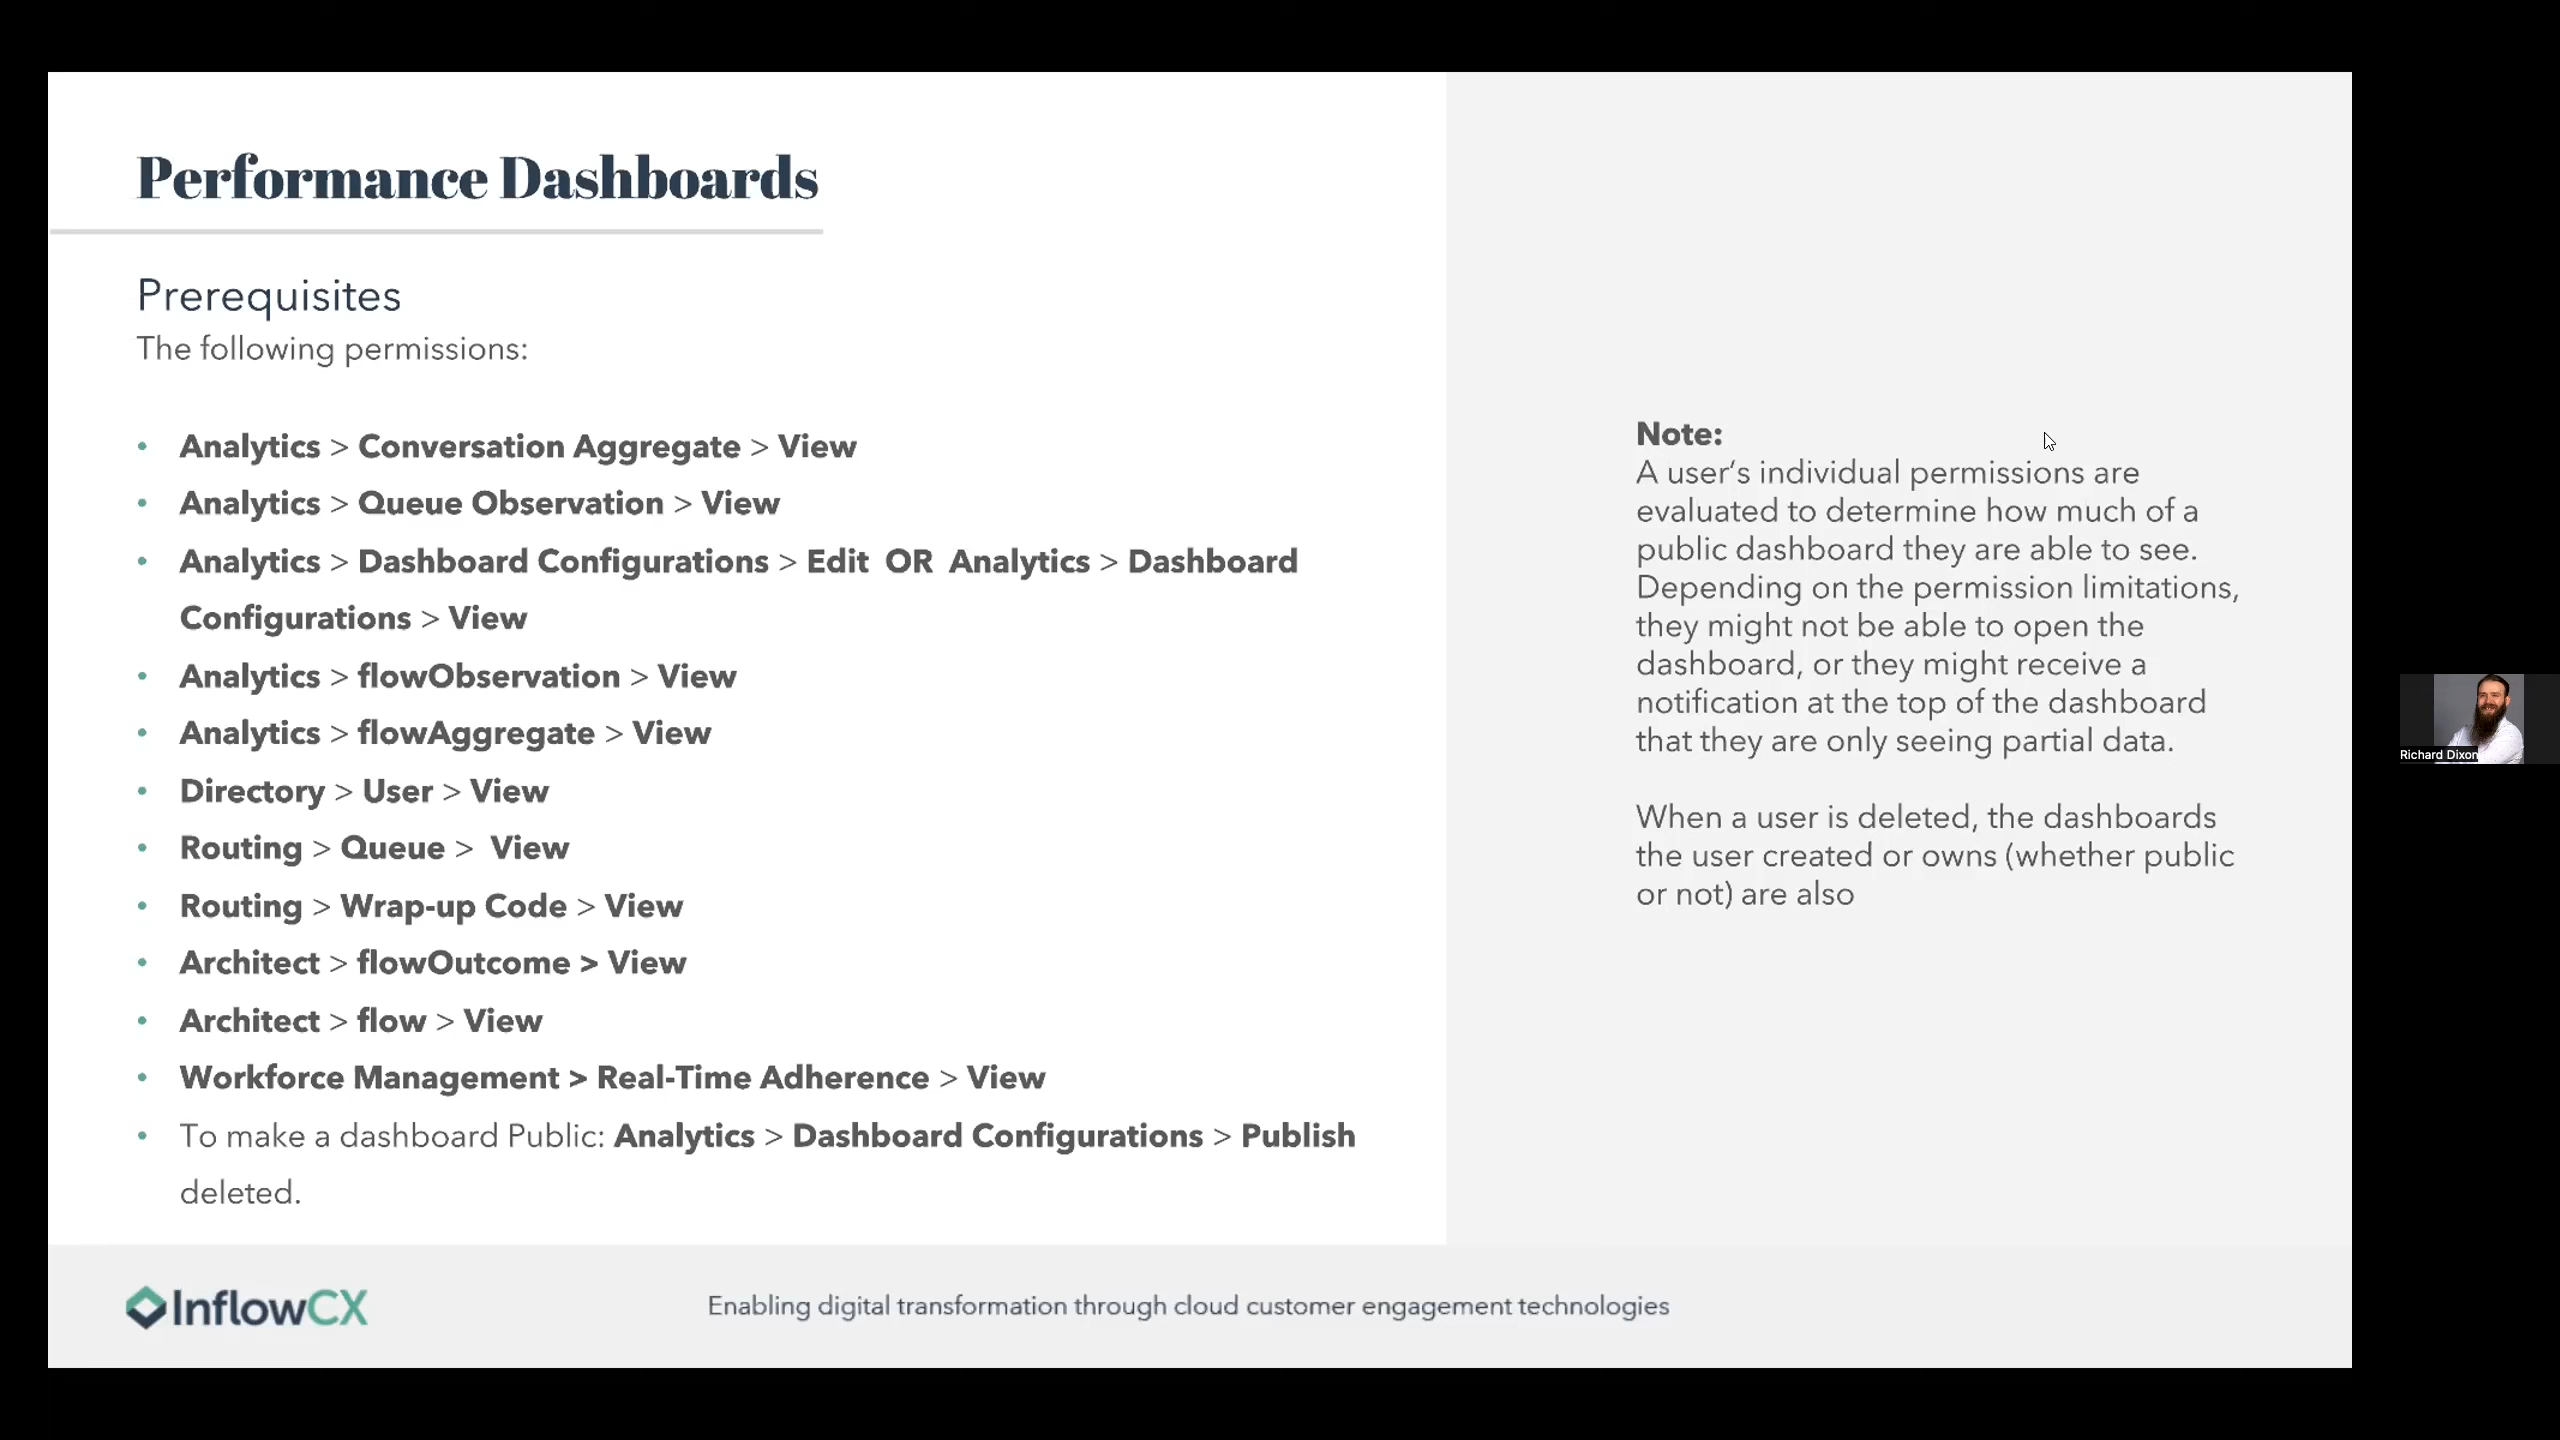 Performance Dashboards
Prerequisites
The following permissions:
• Analytics > Conversation Aggregate > View
• Analytics > Queue Observation > View
• Analytics > Dashboard Configurations > Edit  OR  Analytics > Dashboard
Configurations > View
• Analytics > flowObservation > View
• Analytics > flowAggregate > View
• Directory > User > View
• Routing > Queue >  View
• Routing > Wrap-up Code > View
• Architect > flowOutcome > View
• Architect > flow > View
• Workforce Management > Real-Time Adherence > View
• To make a dashboard Public: Analytics > Dashboard Configurations > Publish
deleted.
Note:
A user’s individual permissions are
evaluated to determine how much of a
public dashboard they are able to see.
Depending on the permission limitations,
they might not be able to open the
dashboard, or they might receive a
notification at the top of the dashboard
that they are only seeing partial data.
When a user is deleted, the dashboards
the user created or owns (whether public
or not) are also
Richard Dixon
InflowCX
Enabling digital transformation through cloud customer engagement technologies